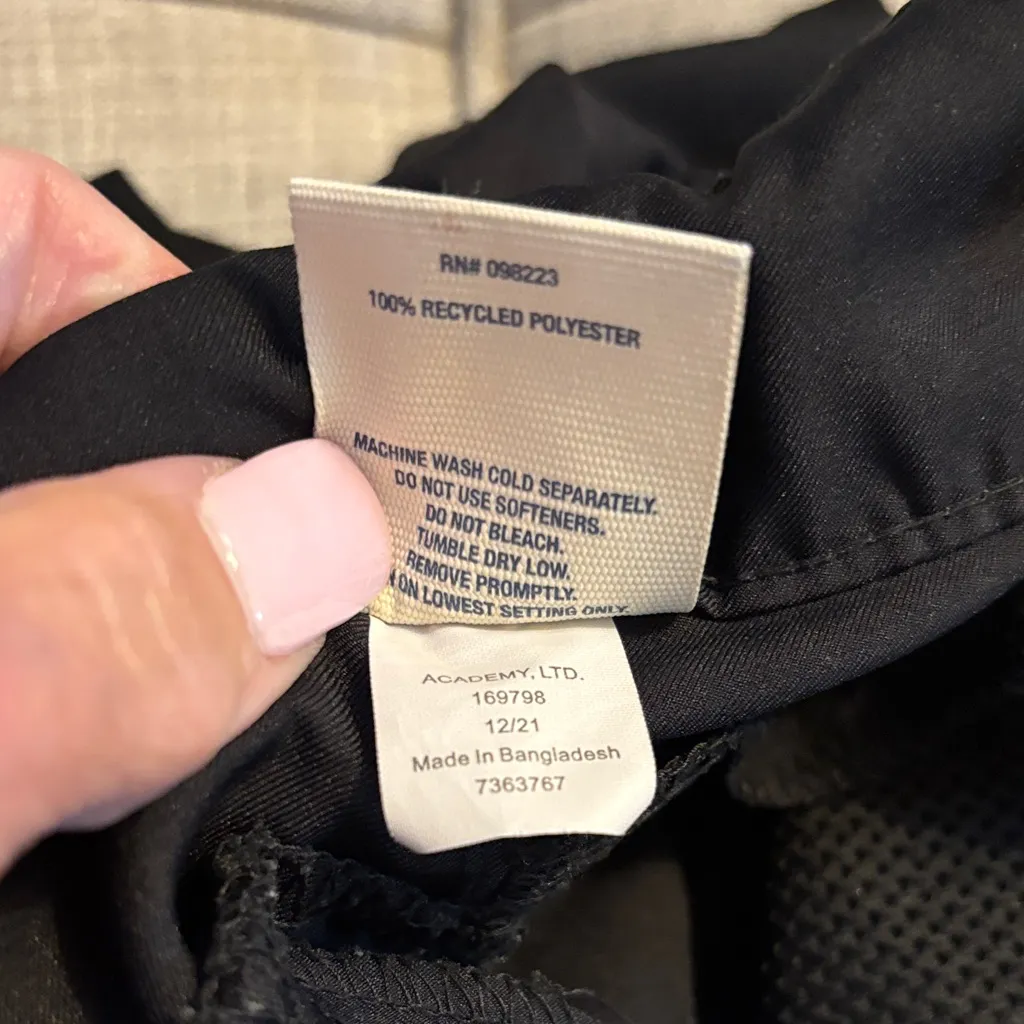 RN# 098223
100% RECYCLED POLYESTER
MACHINE WASH COLD SEPARATELY.
DO NOT USE SOFTENERS.
DO NOT BLEACH.
TUMBLE DRY LOW.
REMOVE PROMPTLY.
ON LOWEST SETTING ONLY.
ACADEMY, LTD.
169798
12/21
Made In Bangladesh
7363767